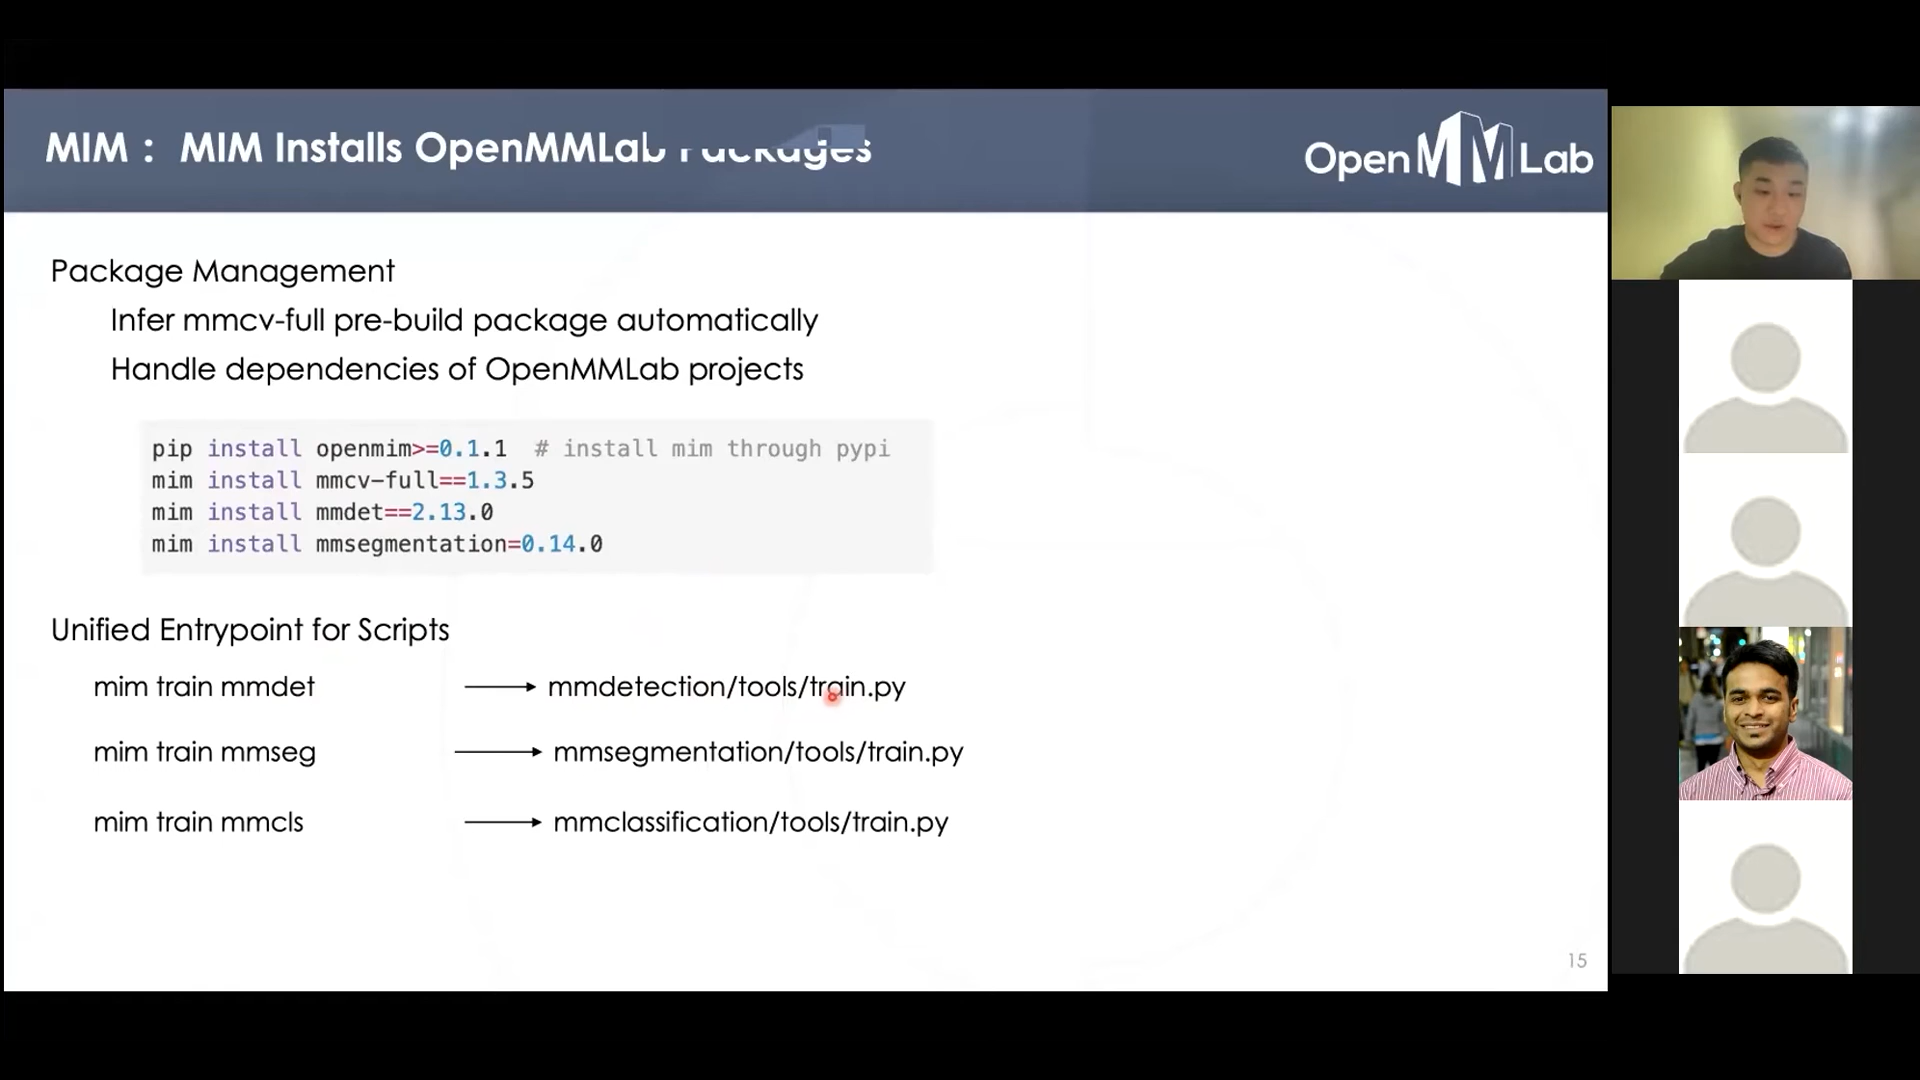 MIM : MIM Installs OpenMMLab Packages
OpenMMLab
Package Management
Infer mmcv-full pre-build package automatically
Handle dependencies of OpenMMLab projects
pip install openmim>=0.1.1 # install mim through pypi
mim install mmcv-full==1.3.5
mim install mmdet==2.13.0
mim install mmsegmentation=0.14.0
Unified Entrypoint for Scripts
mim train mmdet mmdetection/tools/train.py
mim train mmseg mmsegmentation/tools/train.py
mim train mmcls mmclassification/tools/train.py
15